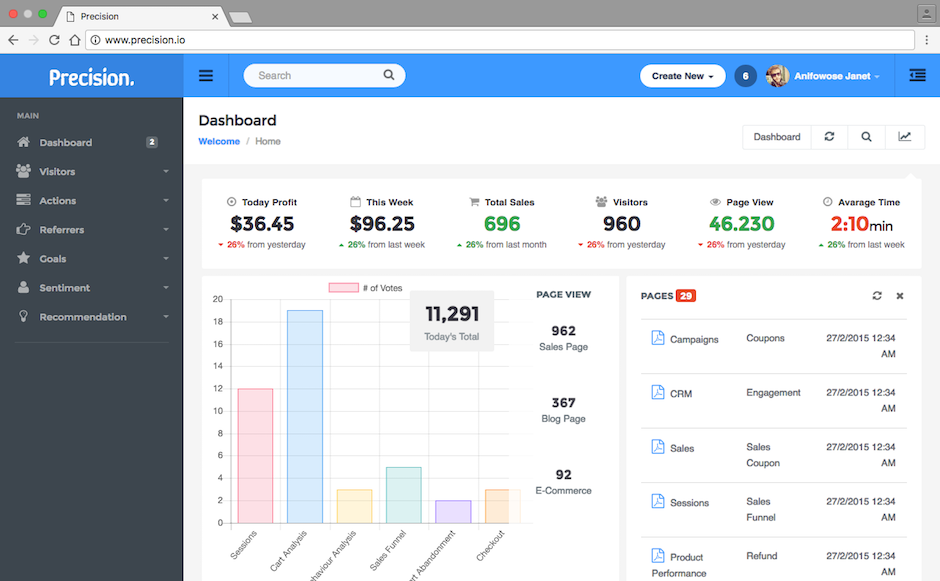 Precision
www.precision.io
Precision.
Search
Create New
6
Anifowose Janet
MAIN
Dashboard 2
Visitors
Actions
Referrers
Goals
Sentiment
Recommendation
Dashboard
Welcome / Home
Dashboard
Today Profit
$36.45
26% from yesterday
This Week
$96.25
26% from last week
Total Sales
696
26% from last month
Visitors
960
26% from yesterday
Page View
46.230
26% from yesterday
Avarage Time
2:10min
26% from last week
# of Votes
20
18
16
14
12
10
8
6
4
2
0
Sessions
Cart Analysis
haviour Analysis
Sales Funnel
rt Abandonment
Checkout
11,291
Today's Total
PAGE VIEW
962
Sales Page
367
Blog Page
92
E-Commerce
PAGES 29
Campaigns Coupons 27/2/2015 12:34
AM
CRM Engagement 27/2/2015 12:34
AM
Sales Sales 27/2/2015 12:34
Coupon AM
Sessions Sales 27/2/2015 12:34
Funnel AM
Product Refund 27/2/2015 12:34
Performance AM